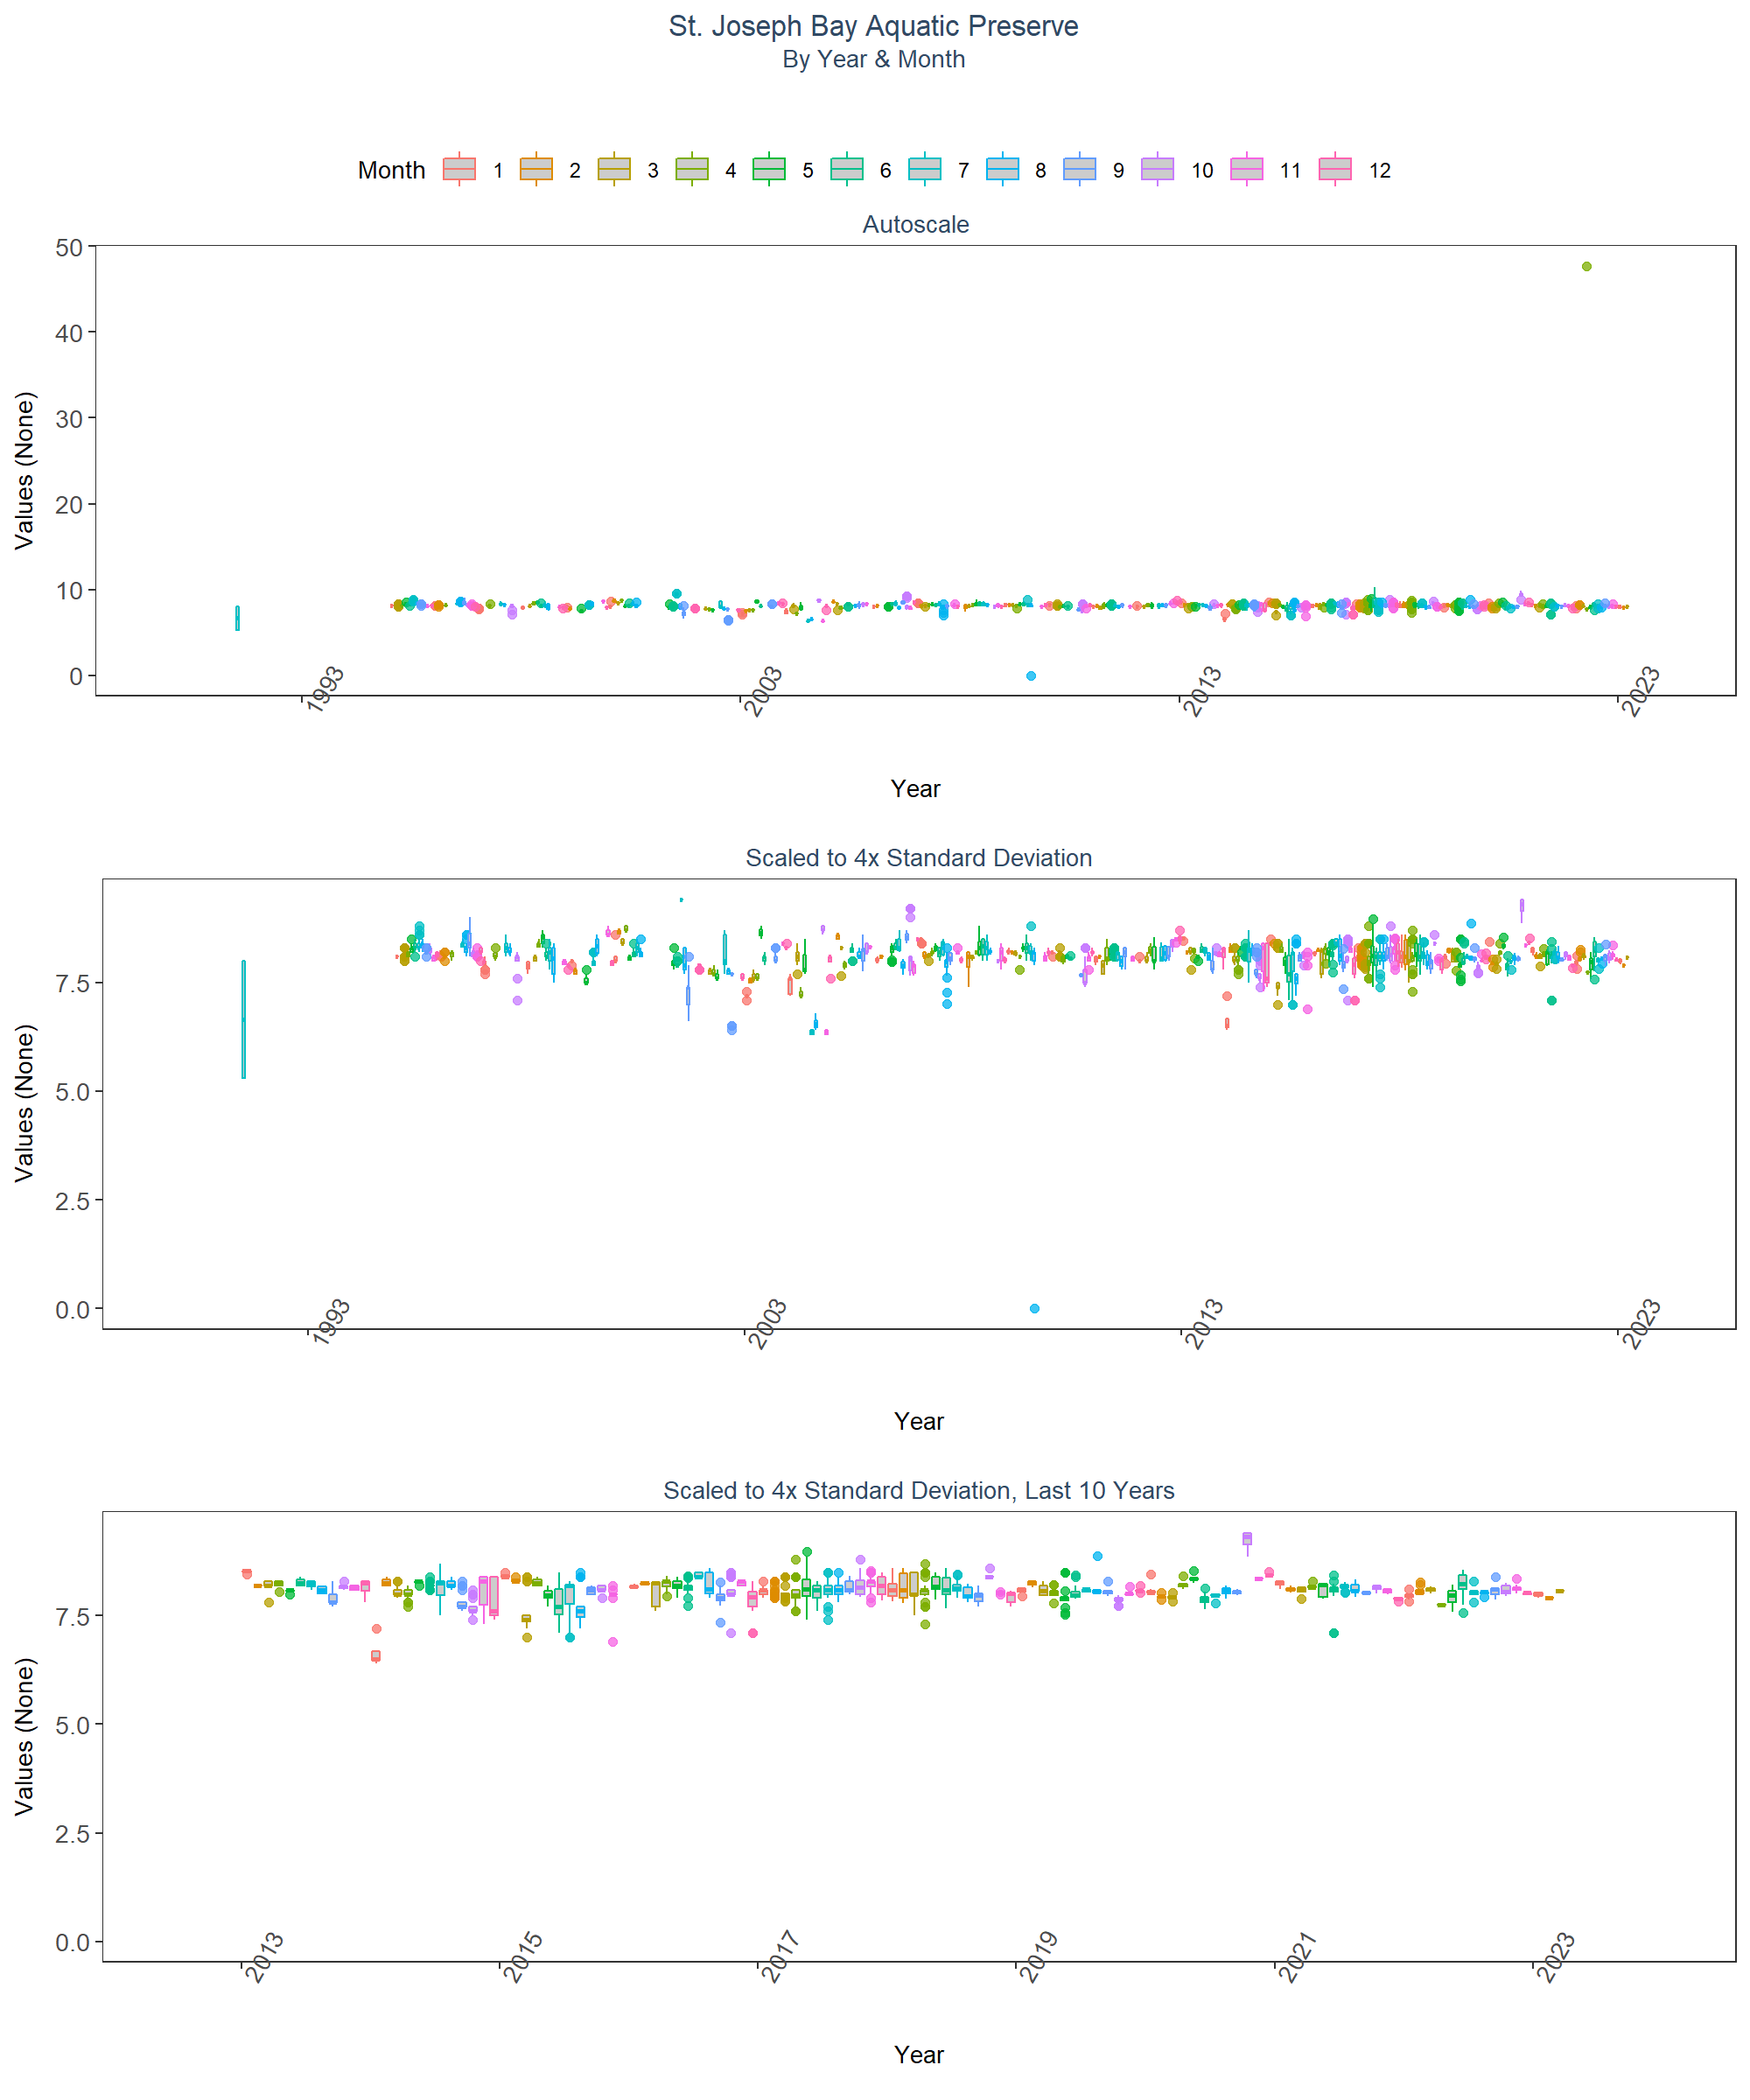 St. Joseph Bay Aquatic Preserve
By Year & Month
Month 1 2 3 4 5 6 7 8 9 10 11 12
Autoscale
Values (None)
50
40
30
20
10
0
1993 2003 2013 2023
Year
Scaled to 4x Standard Deviation
Values (None)
7.5
5.0
2.5
0.0
1993 2003 2013 2023
Year
Scaled to 4x Standard Deviation, Last 10 Years
Values (None)
7.5
5.0
2.5
0.0
2013 2015 2017 2019 2021 2023
Year